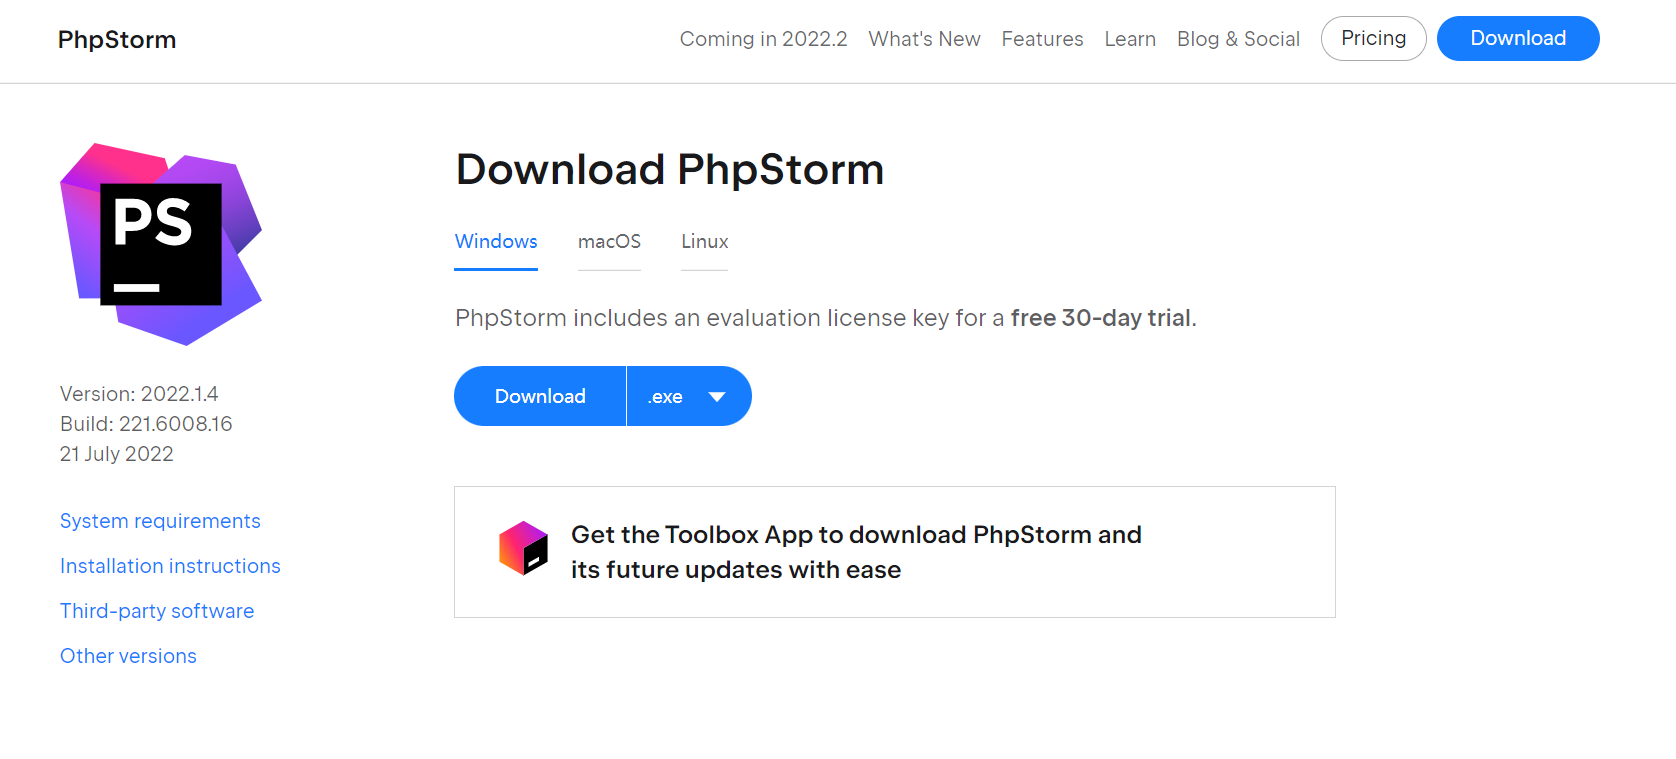 PhpStorm
Coming in 2022.2 What's New Features Learn Blog & Social Pricing Download
PS
Version: 2022.1.4
Build: 221.6008.16
21 July 2022
System requirements
Installation instructions
Third-party software
Other versions
Download PhpStorm
Windows macOS Linux
PhpStorm includes an evaluation license key for a free 30-day trial.
Download .exe
Get the Toolbox App to download PhpStorm and
its future updates with ease